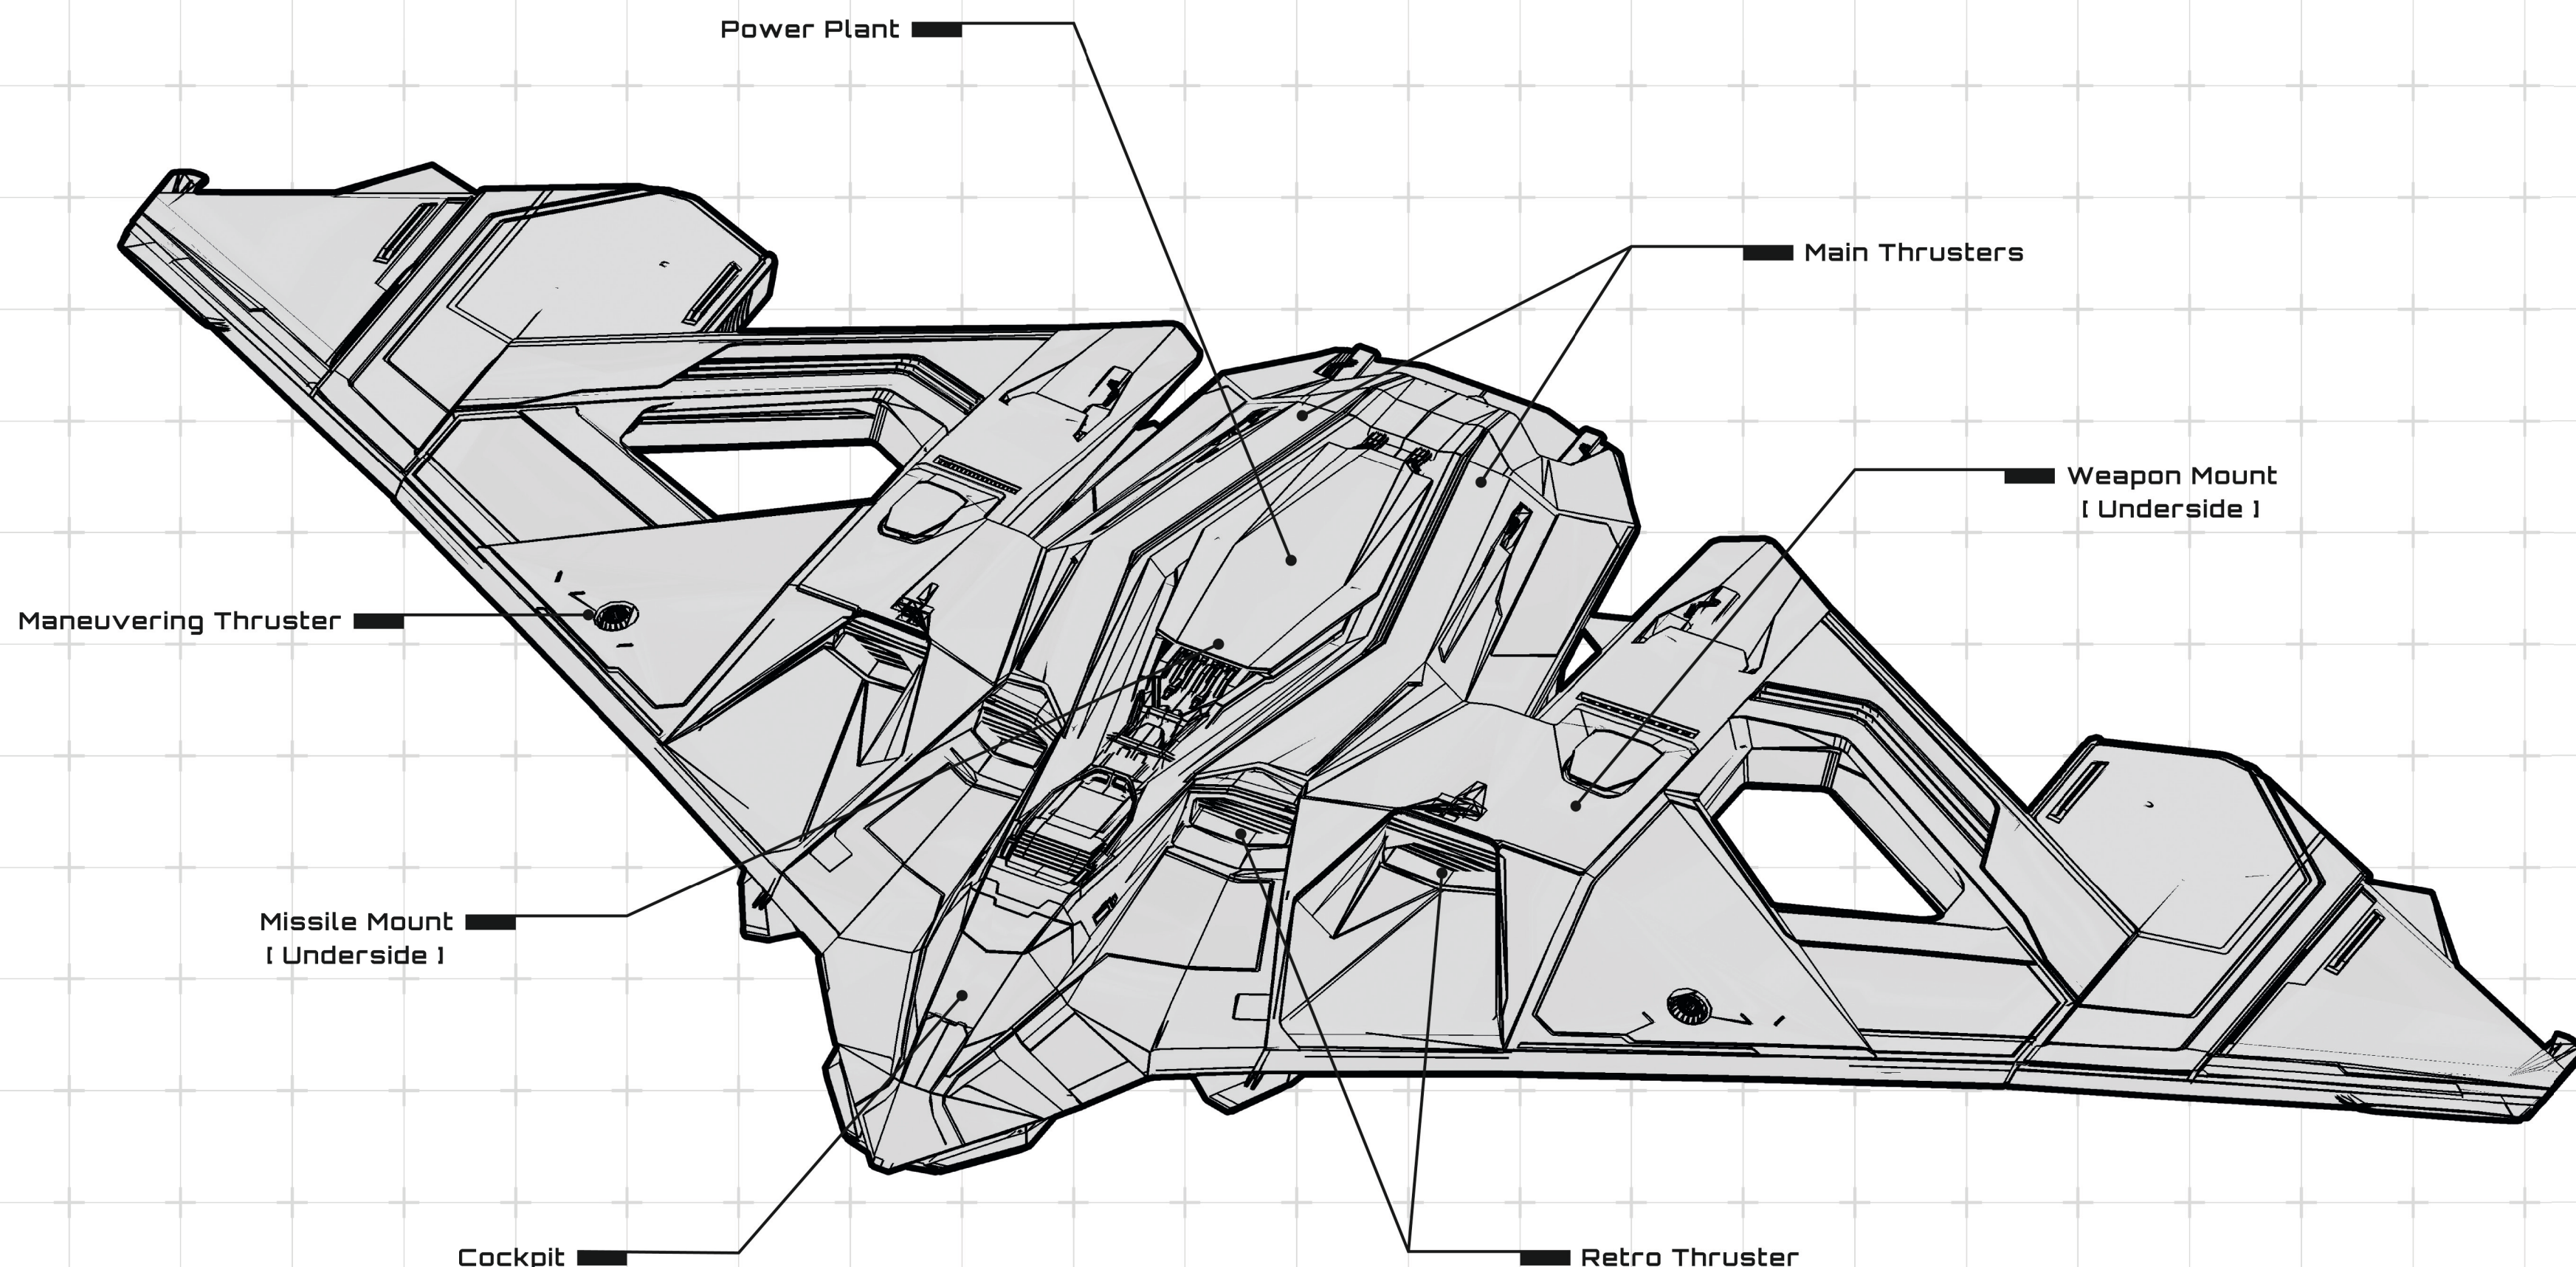 Power Plant
Main Thrusters
Weapon Mount
[ Underside ]
Maneuvering Thruster
Missile Mount
[ Underside ]
Cockpit
Retro Thruster